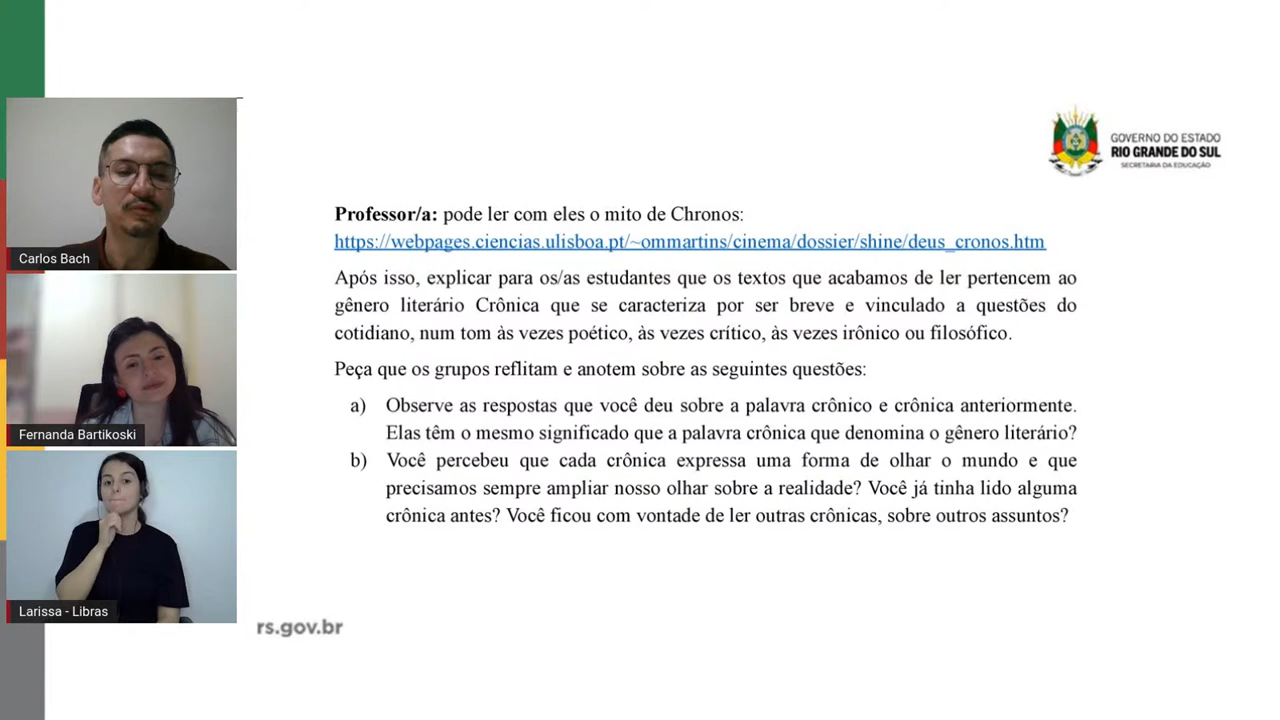 GOVERNO DO ESTADO
RIO GRANDE DO SUL
SECRETARIA DA EDUCAÇÃO
Carlos Bach
Fernanda Bartikoski
Larissa - Libras
Professor/a: pode ler com eles o mito de Chronos:
https://webpages.ciencias.ulisboa.pt/~ommartins/cinema/dossier/shine/deus_cronos.htm
Após isso, explicar para os/as estudantes que os textos que acabamos de ler pertencem ao
gênero literário Crônica que se caracteriza por ser breve e vinculado a questões do
cotidiano, num tom às vezes poético, às vezes crítico, às vezes irônico ou filosófico.
Peça que os grupos reflitam e anotem sobre as seguintes questões:
a) Observe as respostas que você deu sobre a palavra crônico e crônica anteriormente.
Elas têm o mesmo significado que a palavra crônica que denomina o gênero literário?
b) Você percebeu que cada crônica expressa uma forma de olhar o mundo e que
precisamos sempre ampliar nosso olhar sobre a realidade? Você já tinha lido alguma
crônica antes? Você ficou com vontade de ler outras crônicas, sobre outros assuntos?
rs.gov.br